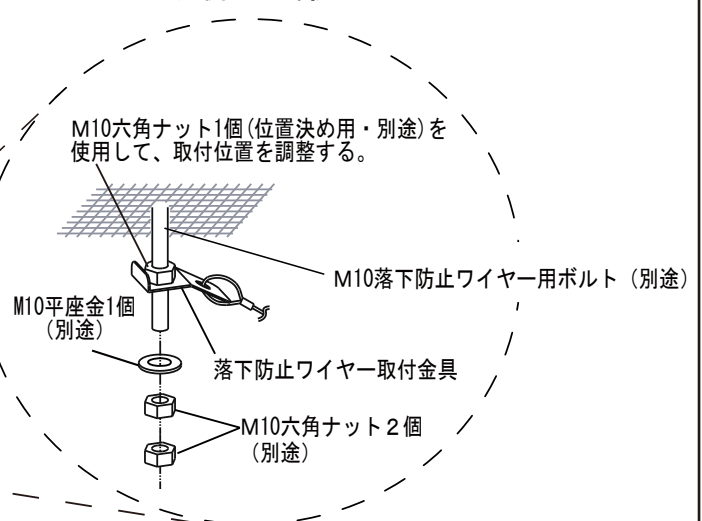 M10六角ナット1個(位置決め用・別途)を
使用して、取付位置を調整する。
M10落下防止ワイヤー用ボルト（別途）
M10平座金1個
（別途）
落下防止ワイヤー取付金具
M10六角ナット２個
（別途）